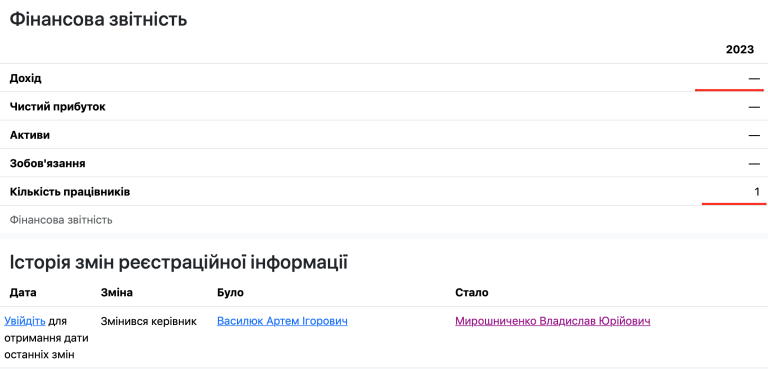 Фінансова звітність
2023
Дохід —
Чистий прибуток —
Активи —
Зобов'язання —
Кількість працівників 1
Фінансова звітність
Історія змін реєстраційної інформації
Дата Зміна Було Стало
Увійдіть для Змінився керівник Василюк Артем Ігорович Мирошниченко Владислав Юрійович
отримання дати
останніх змін